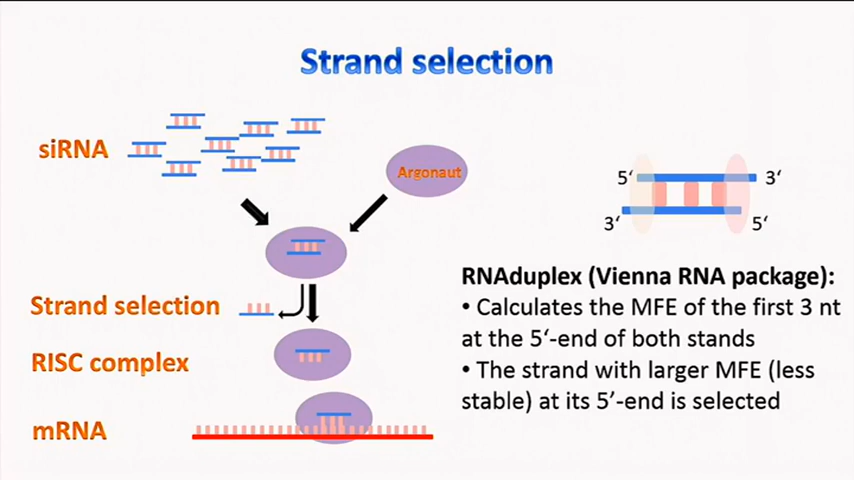 Strand selection
siRNA
Argonaut
5‘
3‘
3‘
5‘
RNAduplex (Vienna RNA package):
• Calculates the MFE of the first 3 nt
at the 5‘-end of both stands
• The strand with larger MFE (less
stable) at its 5’-end is selected
Strand selection
RISC complex
mRNA